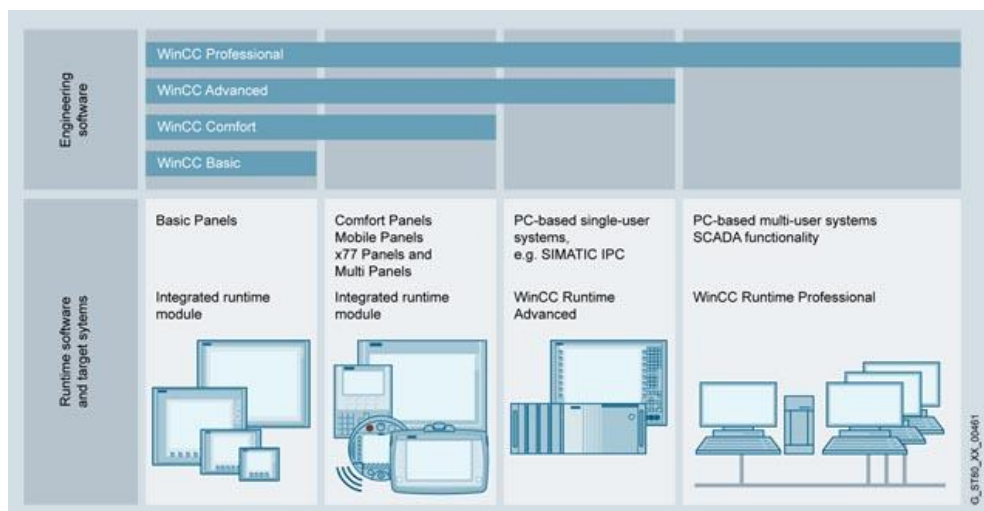 Engineering
software
WinCC Professional
WinCC Advanced
WinCC Comfort
WinCC Basic
Runtime software
and target sytems
Basic Panels
Integrated runtime
module
Comfort Panels
Mobile Panels
x77 Panels and
Multi Panels
Integrated runtime
module
PC-based single-user
systems,
e.g. SIMATIC IPC
WinCC Runtime
Advanced
PC-based multi-user systems
SCADA functionality
WinCC Runtime Professional
G_ST80_XX_00461